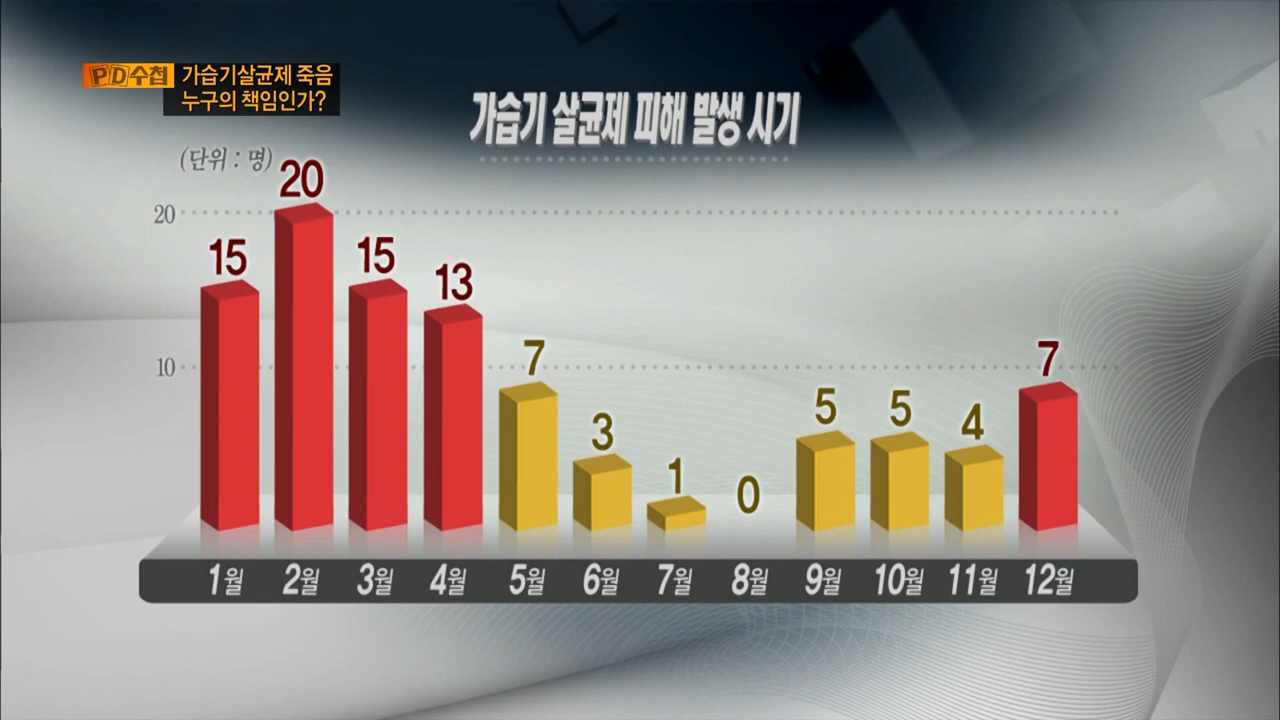 PD수첩
가습기살균제 죽음
누구의 책임인가?
가습기 살균제 피해 발생 시기
(단위 : 명)
20
10
15
20
15
13
7
3
1
0
5
5
4
7
1월 2월 3월 4월 5월 6월 7월 8월 9월 10월 11월 12월